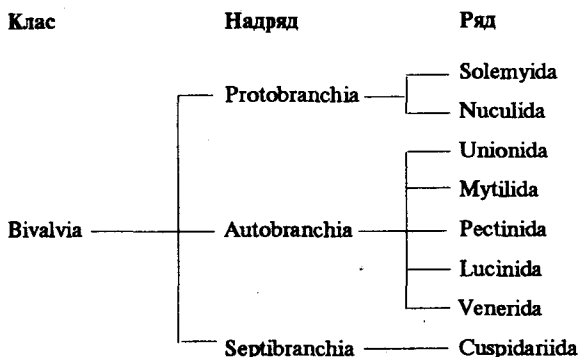 Клас Надряд Ряд
Solemyida
Protobranchia
Nuculida
Unionida
Mytilida
Bivalvia Autobranchia Pectinida
Lucinida
Venerida
Septibranchia Cuspidariida